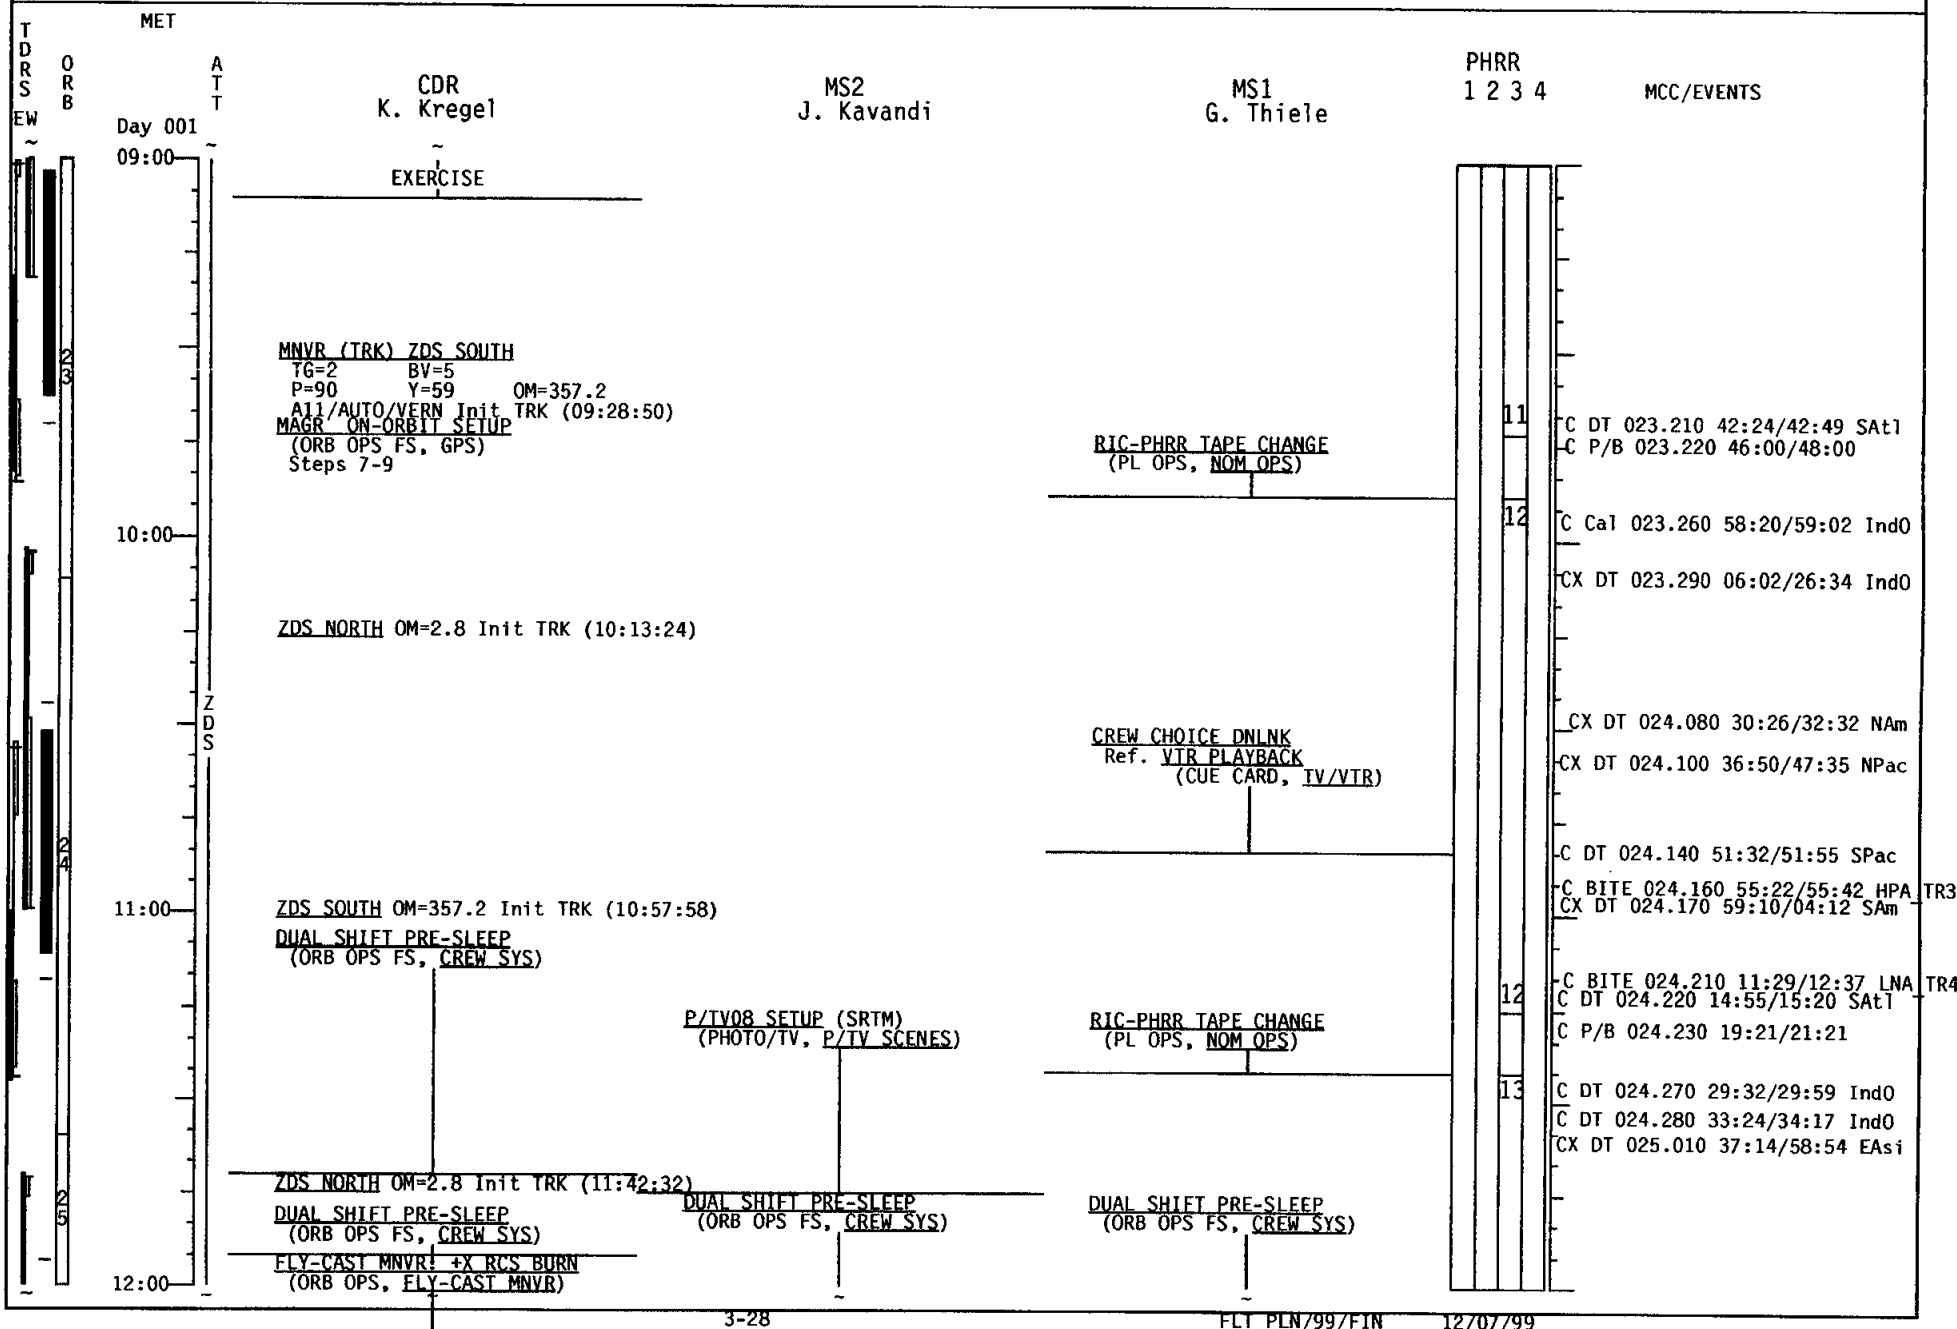 MET
TDRS
ORB
ATT
EW
CDR
K. Kregel
MS2
J. Kavandi
MS1
G. Thiele
PHRR
1 2 3 4
MCC/EVENTS
Day 001
~
~
~
09:00
EXERCISE
MNVR (TRK) ZDS SOUTH
TG=2 BV=5
P=90 Y=59 OM=357.2
A11/AUTO/VERN Init TRK (09:28:50)
MAGR ON-ORBIT SETUP
(ORB OPS FS, GPS)
Steps 7-9
23
RIC-PHRR TAPE CHANGE
(PL OPS, NOM OPS)
11
C DT 023.210 42:24/42:49 SAtl
C P/B 023.220 46:00/48:00
12
C Cal 023.260 58:20/59:02 IndO
10:00
CX DT 023.290 06:02/26:34 IndO
ZDS NORTH OM=2.8 Init TRK (10:13:24)
ZDS
CX DT 024.080 30:26/32:32 NAm
CREW CHOICE DNLNK
Ref. VTR PLAYBACK
(CUE CARD, TV/VTR)
CX DT 024.100 36:50/47:35 NPac
24
C DT 024.140 51:32/51:55 SPac
C BITE 024.160 55:22/55:42 HPA TR3
CX DT 024.170 59:10/04:12 SAm
11:00
ZDS SOUTH OM=357.2 Init TRK (10:57:58)
DUAL SHIFT PRE-SLEEP
(ORB OPS FS, CREW SYS)
C BITE 024.210 11:29/12:37 LNA TR4
12
C DT 024.220 14:55/15:20 SAtl
P/TV08 SETUP (SRTM)
(PHOTO/TV, P/TV SCENES)
RIC-PHRR TAPE CHANGE
(PL OPS, NOM OPS)
C P/B 024.230 19:21/21:21
13
C DT 024.270 29:32/29:59 IndO
C DT 024.280 33:24/34:17 IndO
CX DT 025.010 37:14/58:54 EAsi
25
ZDS NORTH OM=2.8 Init TRK (11:42:32)
DUAL SHIFT PRE-SLEEP
(ORB OPS FS, CREW SYS)
DUAL SHIFT PRE-SLEEP
(ORB OPS FS, CREW SYS)
DUAL SHIFT PRE-SLEEP
(ORB OPS FS, CREW SYS)
FLY-CAST MNVR! +X RCS BURN
(ORB OPS, FLY-CAST MNVR)
12:00
~
~
~
~
3-28
FLT PLN/99/FIN 12/07/99